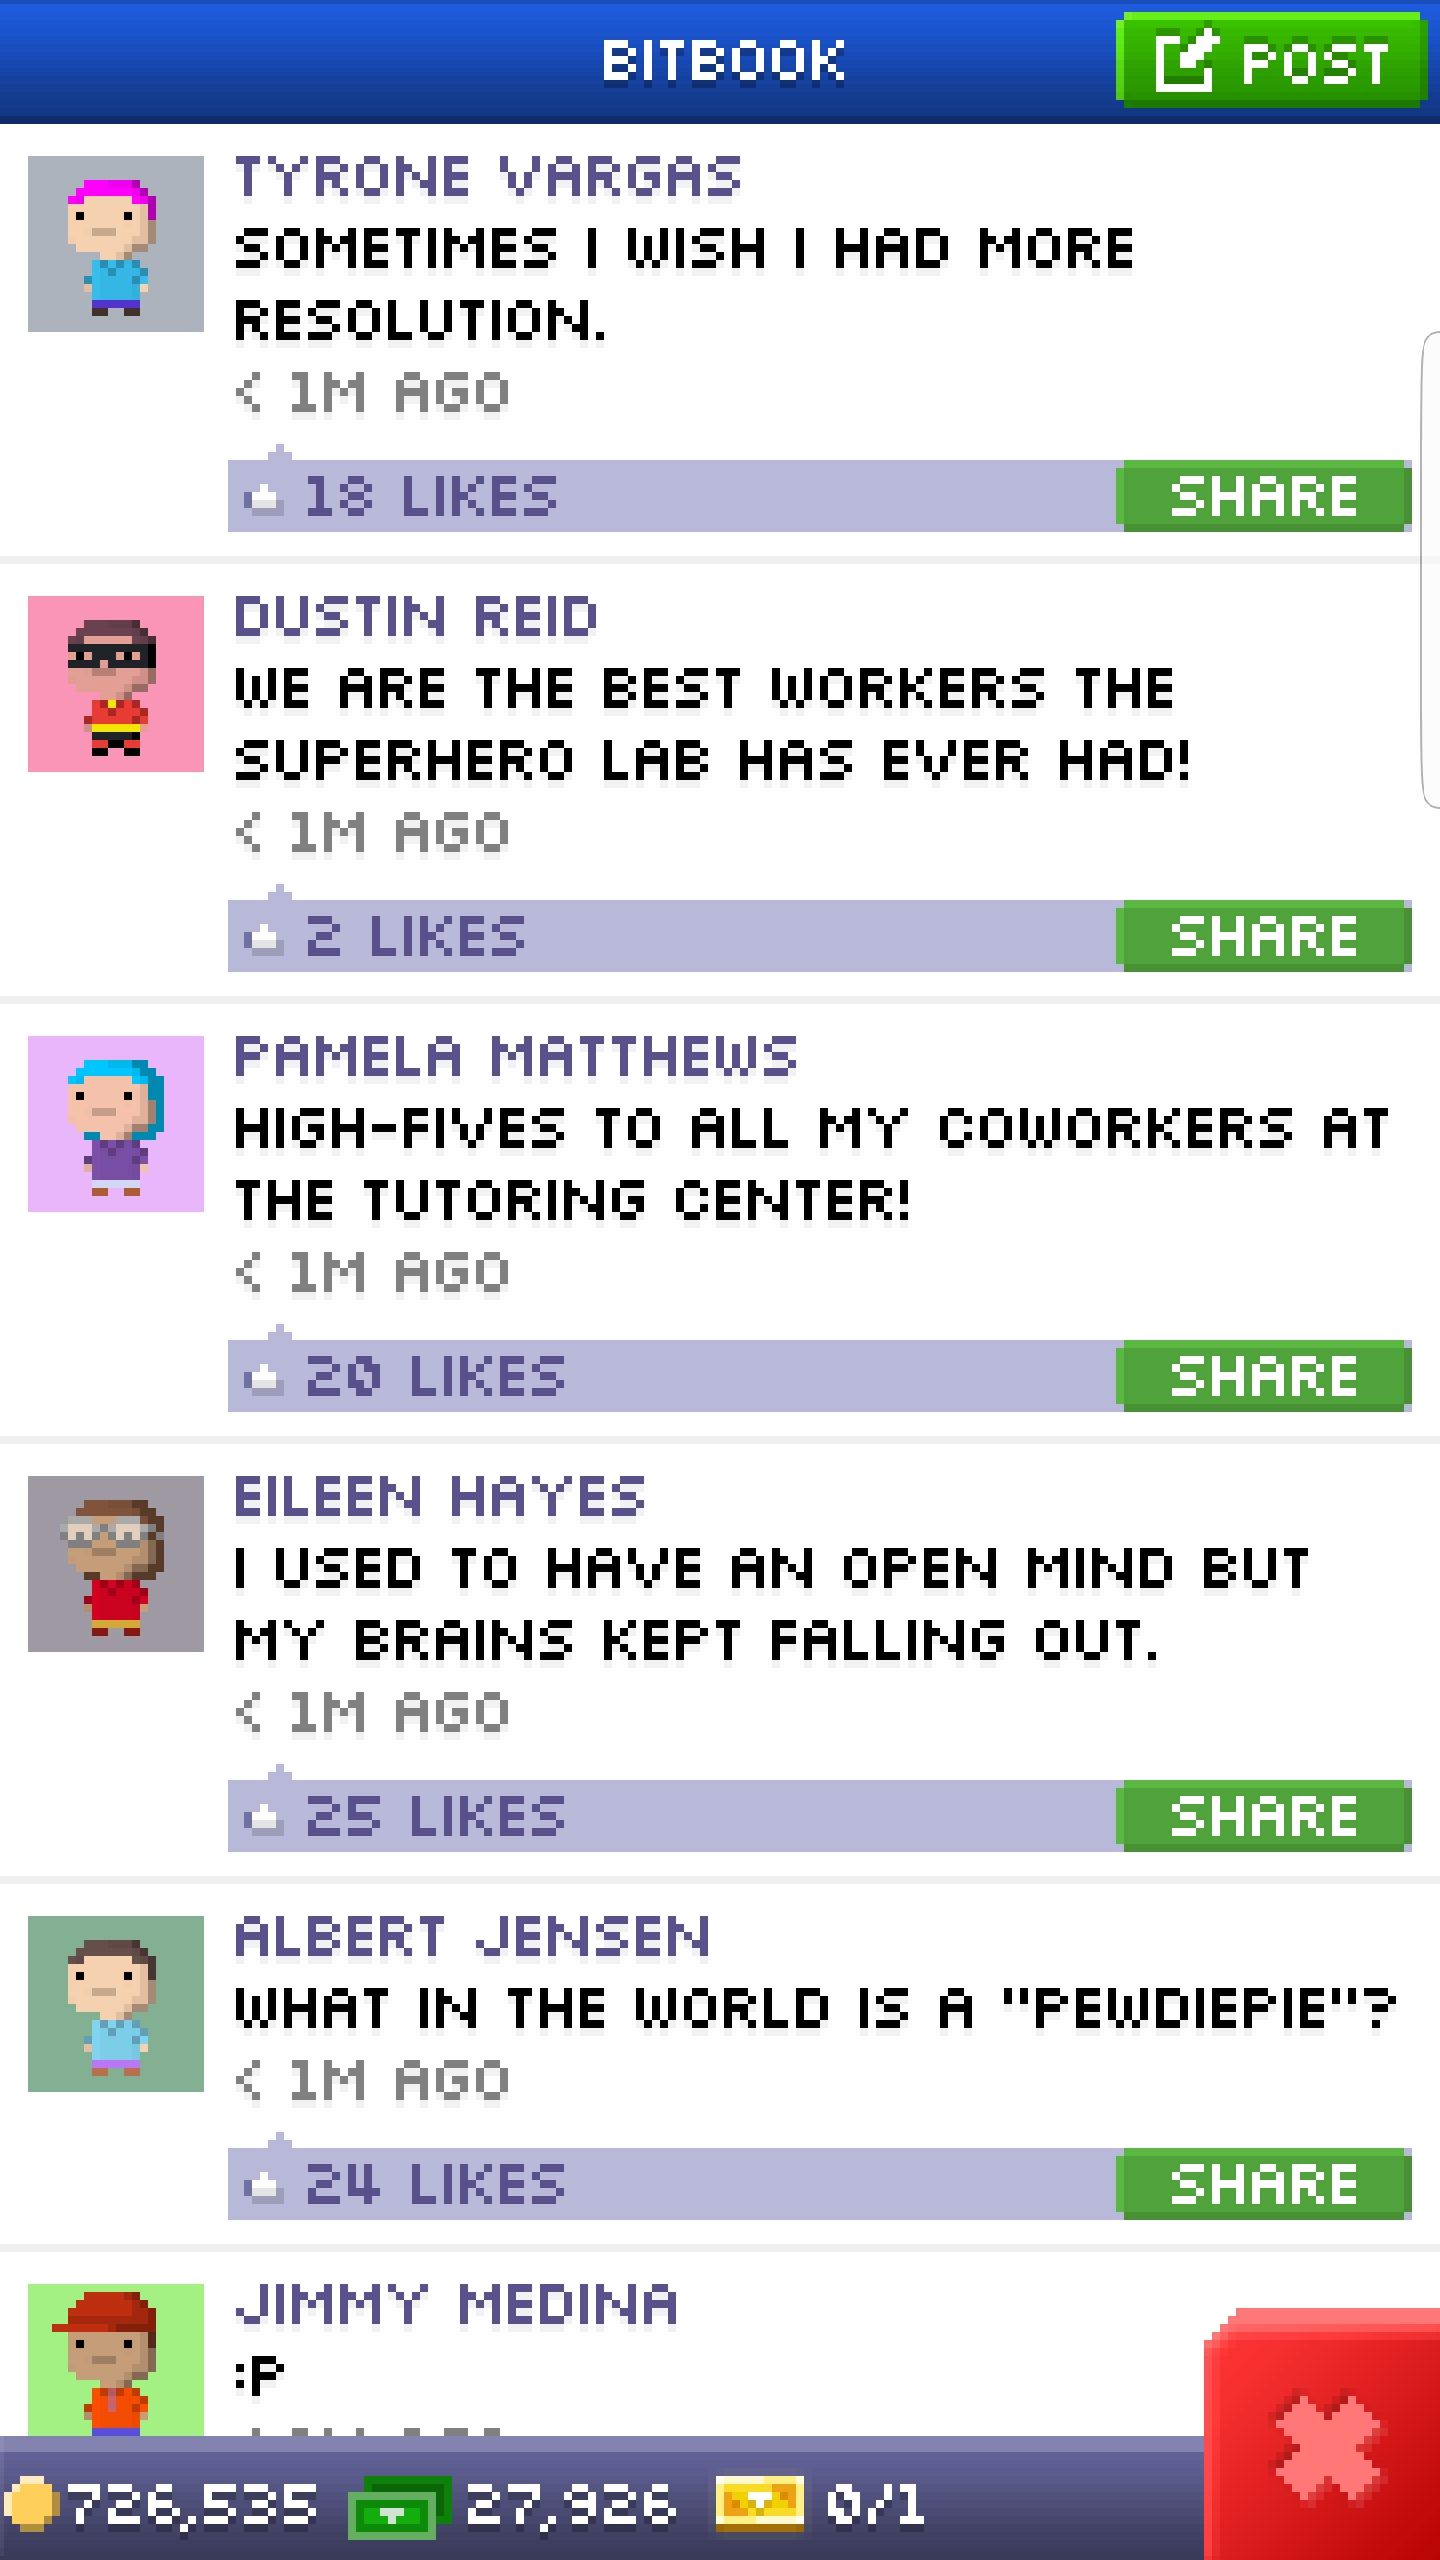 BITBOOK
POST
TYRONE VARGAS
SOMETIMES I WISH I HAD MORE
RESOLUTION.
< 1M AGO
18 LIKES
SHARE
DUSTIN REID
WE ARE THE BEST WORKERS THE
SUPERHERO LAB HAS EVER HAD!
< 1M AGO
2 LIKES
SHARE
PAMELA MATTHEWS
HIGH-FIVES TO ALL MY COWORKERS AT
THE TUTORING CENTER!
< 1M AGO
20 LIKES
SHARE
EILEEN HAYES
I USED TO HAVE AN OPEN MIND BUT
MY BRAINS KEPT FALLING OUT.
< 1M AGO
25 LIKES
SHARE
ALBERT JENSEN
WHAT IN THE WORLD IS A "PEWDIEPIE"?
< 1M AGO
24 LIKES
SHARE
JIMMY MEDINA
:P
726,535
27,926
0/1